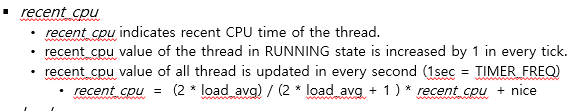 ▪ recent_cpu
• recent_cpu indicates recent CPU time of the thread.
• recent_cpu value of the thread in RUNNING state is increased by 1 in every tick.
• recent_cpu value of all thread is updated in every second (1sec = TIMER_FREQ)
• recent_cpu = (2 * load_avg) / (2 * load_avg + 1 ) * recent_cpu + nice